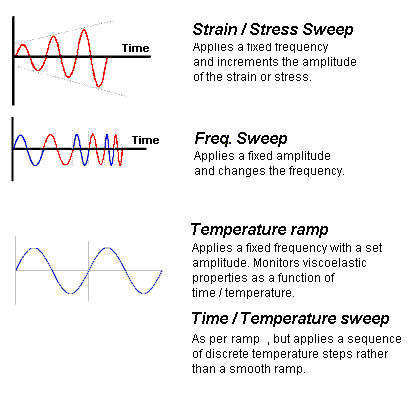 Strain / Stress Sweep
Time
Applies a fixed frequency
and increments the amplitude
of the strain or stress.
Time
Freq. Sweep
Applies a fixed amplitude
and changes the frequency.
Temperature ramp
Applies a fixed frequency with a set
amplitude. Monitors viscoelastic
properties as a function of
time / temperature.
Time / Temperature sweep
As per ramp , but applies a sequence
of discrete temperature steps rather
than a smooth ramp.